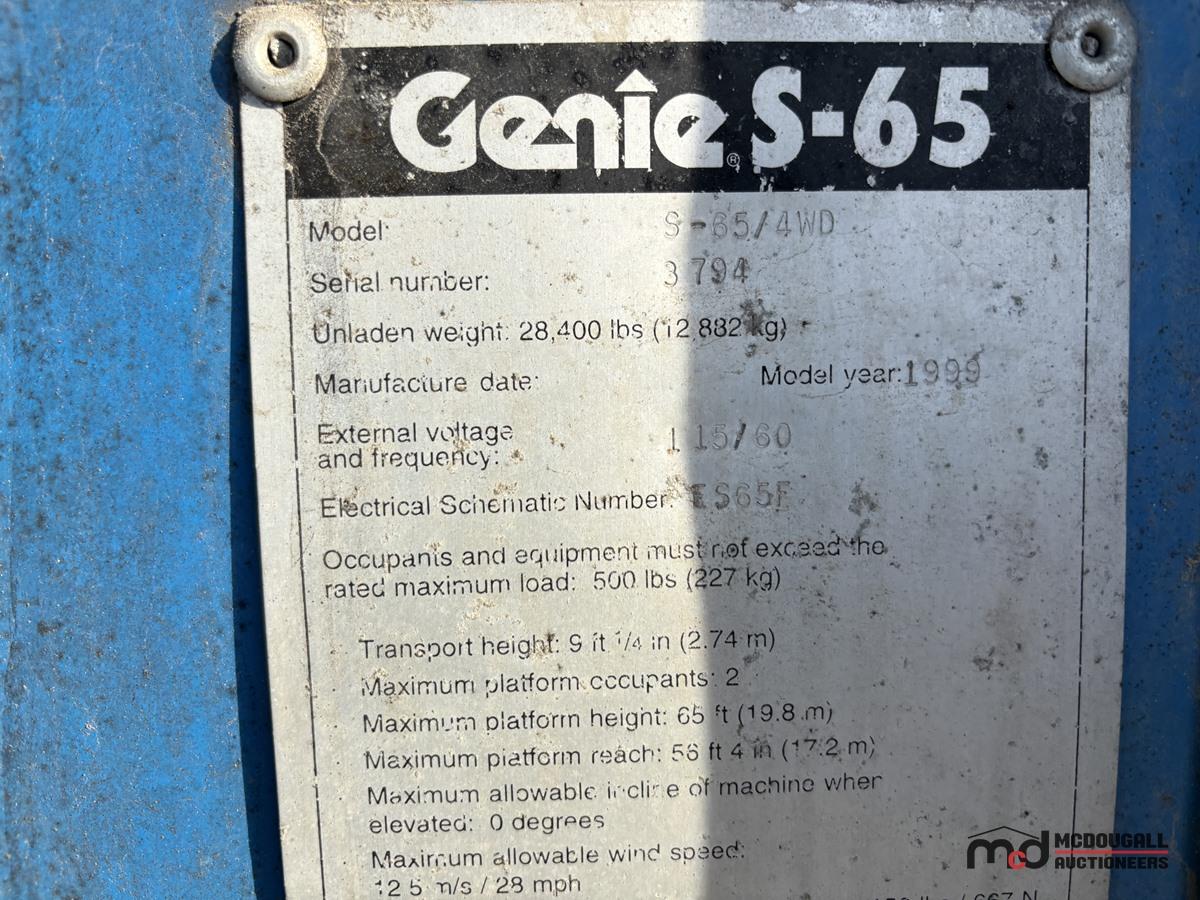 Genie® S-65
Model: S-65/4WD
Serial number: 3794
Unladen weight: 28,400 lbs (12,882 kg)
Manufacture date: Model year: 1999
External voltage
and frequency: 115/60
Electrical Schematic Number: ES65F
Occupants and equipment must not exceed the
rated maximum load: 500 lbs (227 kg)
· Transport height: 9 ft 1/4 in (2.74 m)
· Maximum platform occupants: 2
· Maximum platform height: 65 ft (19.8 m)
· Maximum platform reach: 56 ft 4 in (17.2 m)
· Maximum allowable incline of machine when
elevated: 0 degrees
· Maximum allowable wind speed:
12.5 m/s / 28 mph
lbs / 667 N
mcd MCDOUGALL
AUCTIONEERS